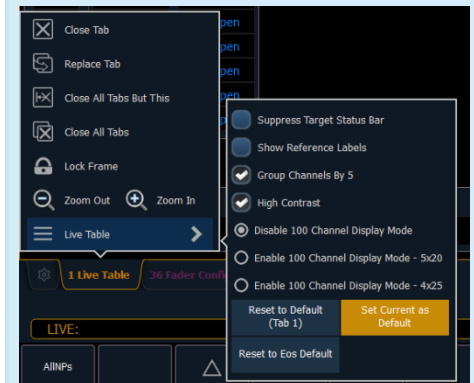 Close Tab
pen
Replace Tab
pen
Close All Tabs But This
pen
Close All Tabs
Lock Frame
Zoom Out Zoom In
Live Table
Suppress Target Status Bar
Show Reference Labels
Group Channels By 5
High Contrast
Disable 100 Channel Display Mode
Enable 100 Channel Display Mode - 5x20
Enable 100 Channel Display Mode - 4x25
Reset to Default
(Tab 1)
Set Current as
Default
Reset to Eos Default
1 Live Table
36 Fader Confi
LIVE:
AllNPs